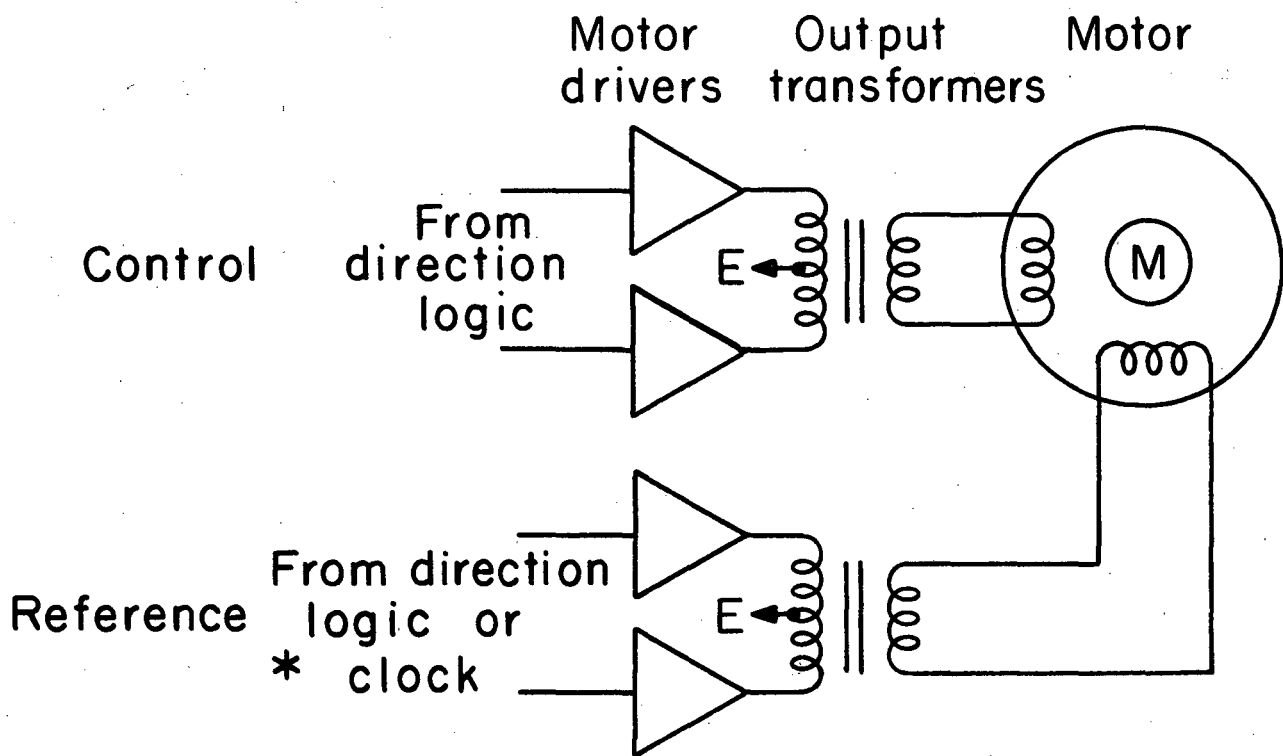 Motor drivers
Output transformers
Motor
Control
From direction logic
E
M
Reference
From direction logic or
* clock
E